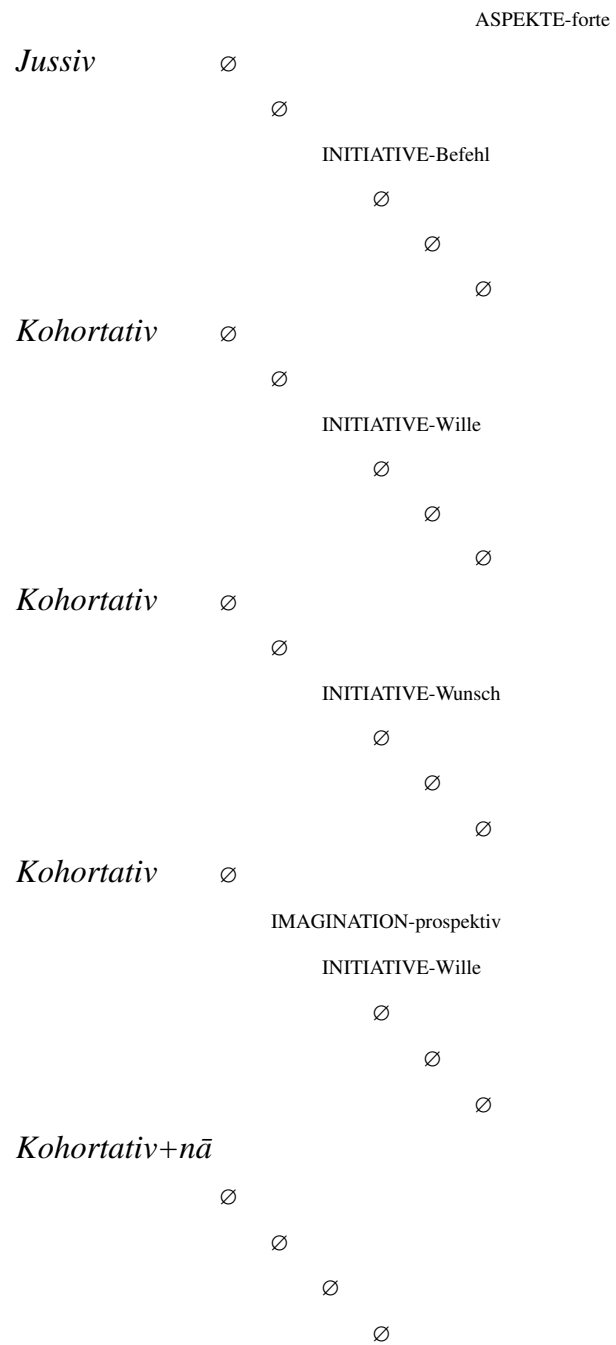 ASPEKTE-forte
Jussiv ∅
∅
INITIATIVE-Befehl
∅
∅
∅
Kohortativ ∅
∅
INITIATIVE-Wille
∅
∅
∅
Kohortativ ∅
∅
INITIATIVE-Wunsch
∅
∅
∅
Kohortativ ∅
IMAGINATION-prospektiv
INITIATIVE-Wille
∅
∅
∅
Kohortativ+nā
∅
∅
∅
∅